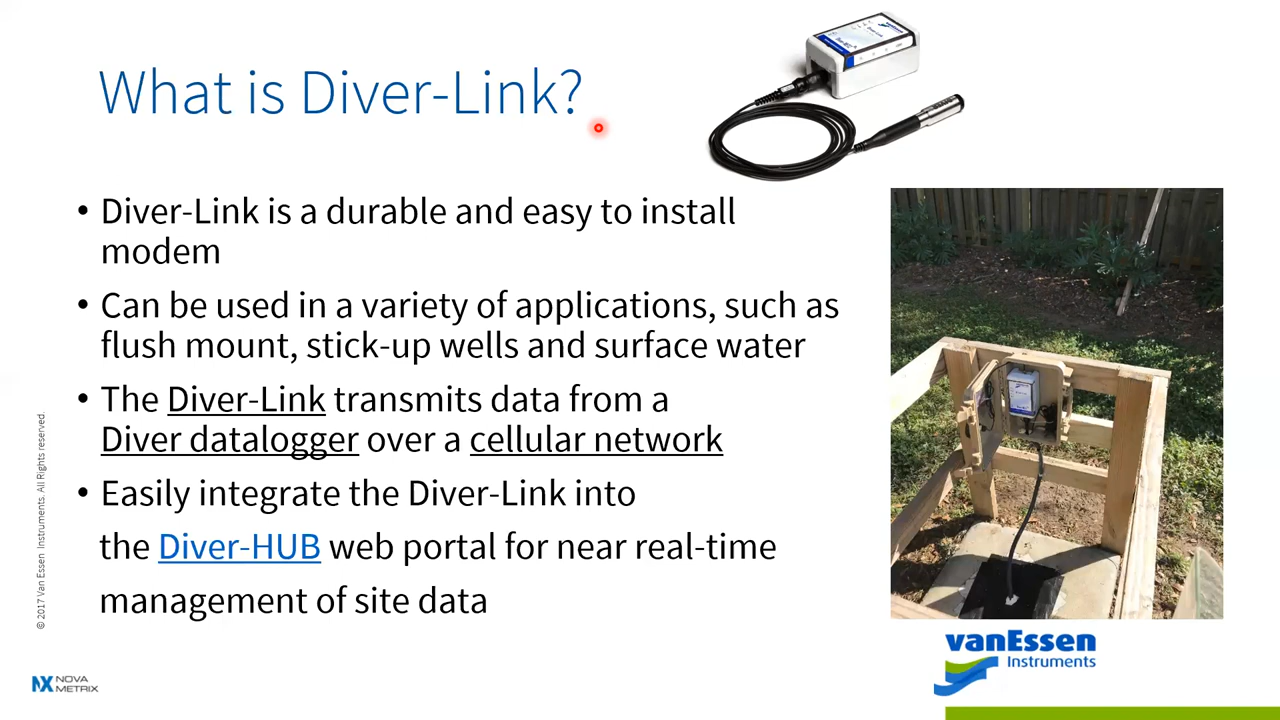 What is Diver-Link?
• Diver-Link is a durable and easy to install
modem
• Can be used in a variety of applications, such as
flush mount, stick-up wells and surface water
• The Diver-Link transmits data from a
Diver datalogger over a cellular network
• Easily integrate the Diver-Link into
the Diver-HUB web portal for near real-time
management of site data
© 2017 Van Essen Instruments. All Rights reserved.
NOVA
METRIX
vanEssen
Instruments